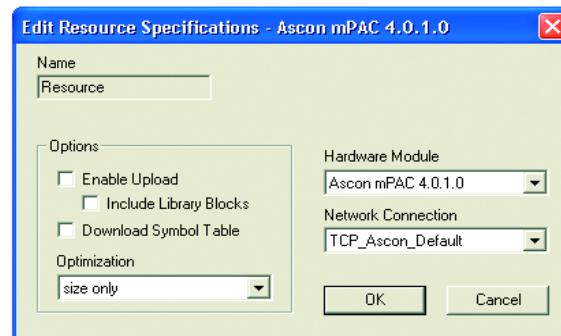 Edit Resource Specifications - Ascon mPAC 4.0.1.0
Name
Resource
Options
Enable Upload
Include Library Blocks
Download Symbol Table
Optimization
size only
Hardware Module
Ascon mPAC 4.0.1.0
Network Connection
TCP_Ascon_Default
OK
Cancel